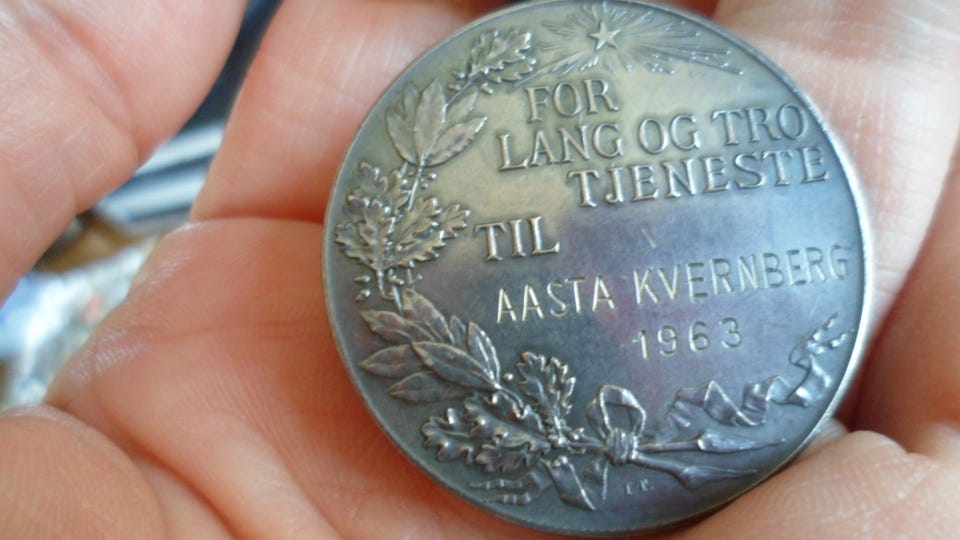 FOR
LANG OG TRO
TJENESTE
TIL
AASTA KVERNBERG
1963